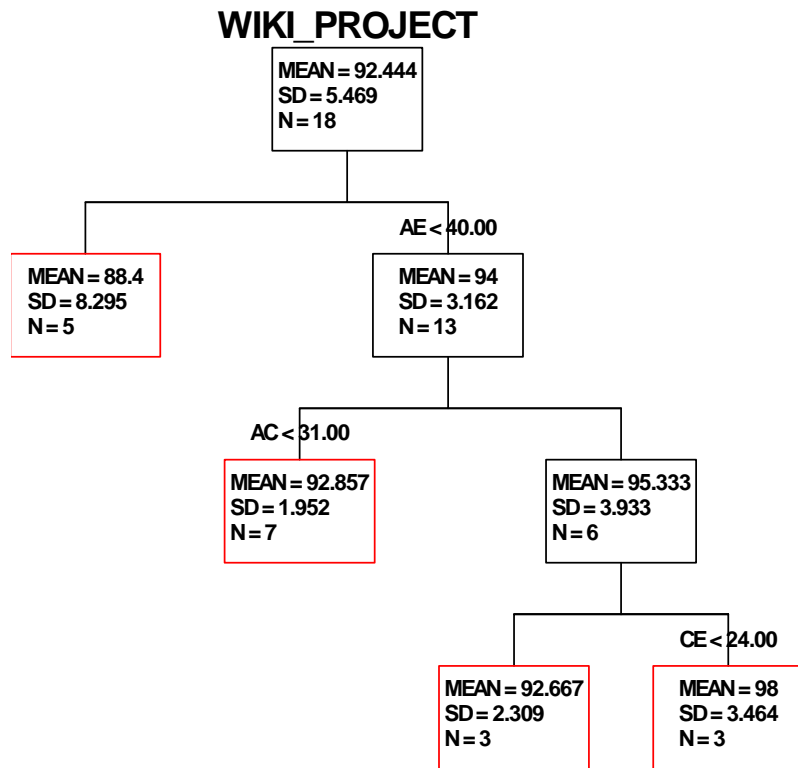 WIKI_PROJECT
MEAN = 92.444
SD = 5.469
N = 18
AE < 40.00
MEAN = 88.4
SD = 8.295
N = 5
MEAN = 94
SD = 3.162
N = 13
AC < 31.00
MEAN = 92.857
SD = 1.952
N = 7
MEAN = 95.333
SD = 3.933
N = 6
CE < 24.00
MEAN = 92.667
SD = 2.309
N = 3
MEAN = 98
SD = 3.464
N = 3